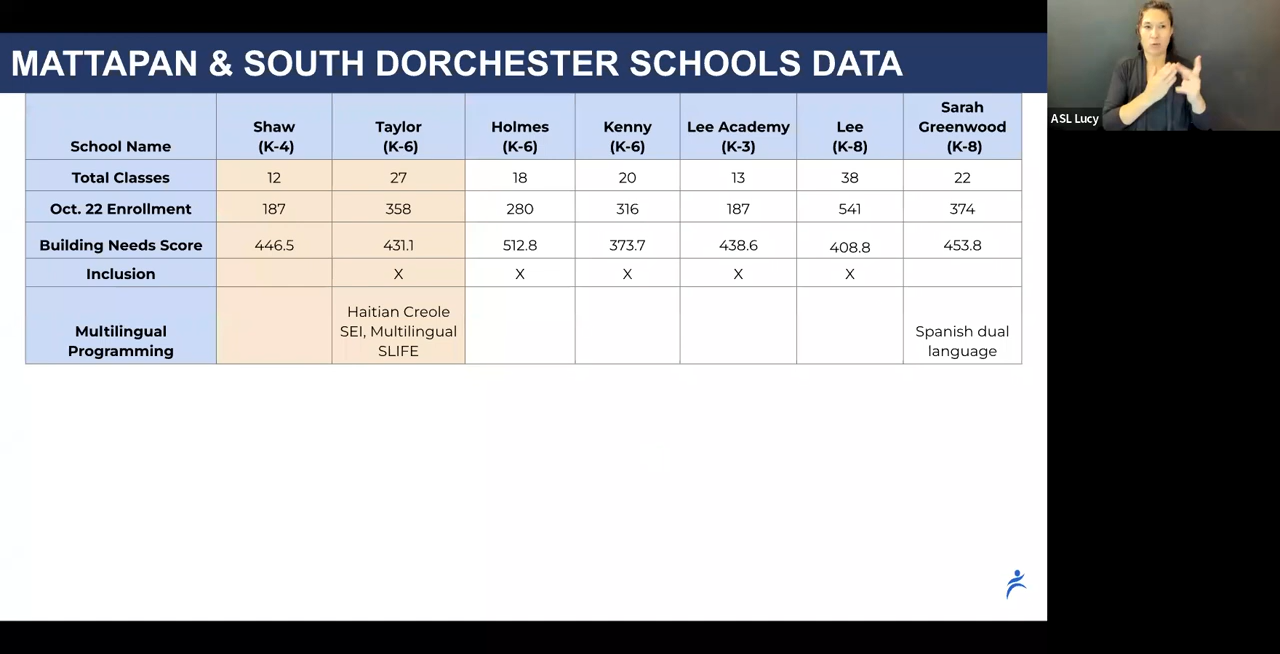 MATTAPAN & SOUTH DORCHESTER SCHOOLS DATA
ASL Lucy
School Name Shaw (K-4) Taylor (K-6) Holmes (K-6) Kenny (K-6) Lee Academy (K-3) Lee (K-8) Sarah Greenwood (K-8)
Total Classes 12 27 18 20 13 38 22
Oct. 22 Enrollment 187 358 280 316 187 541 374
Building Needs Score 446.5 431.1 512.8 373.7 438.6 408.8 453.8
Inclusion X X X X X
Multilingual Programming Haitian Creole SEI, Multilingual SLIFE Spanish dual language